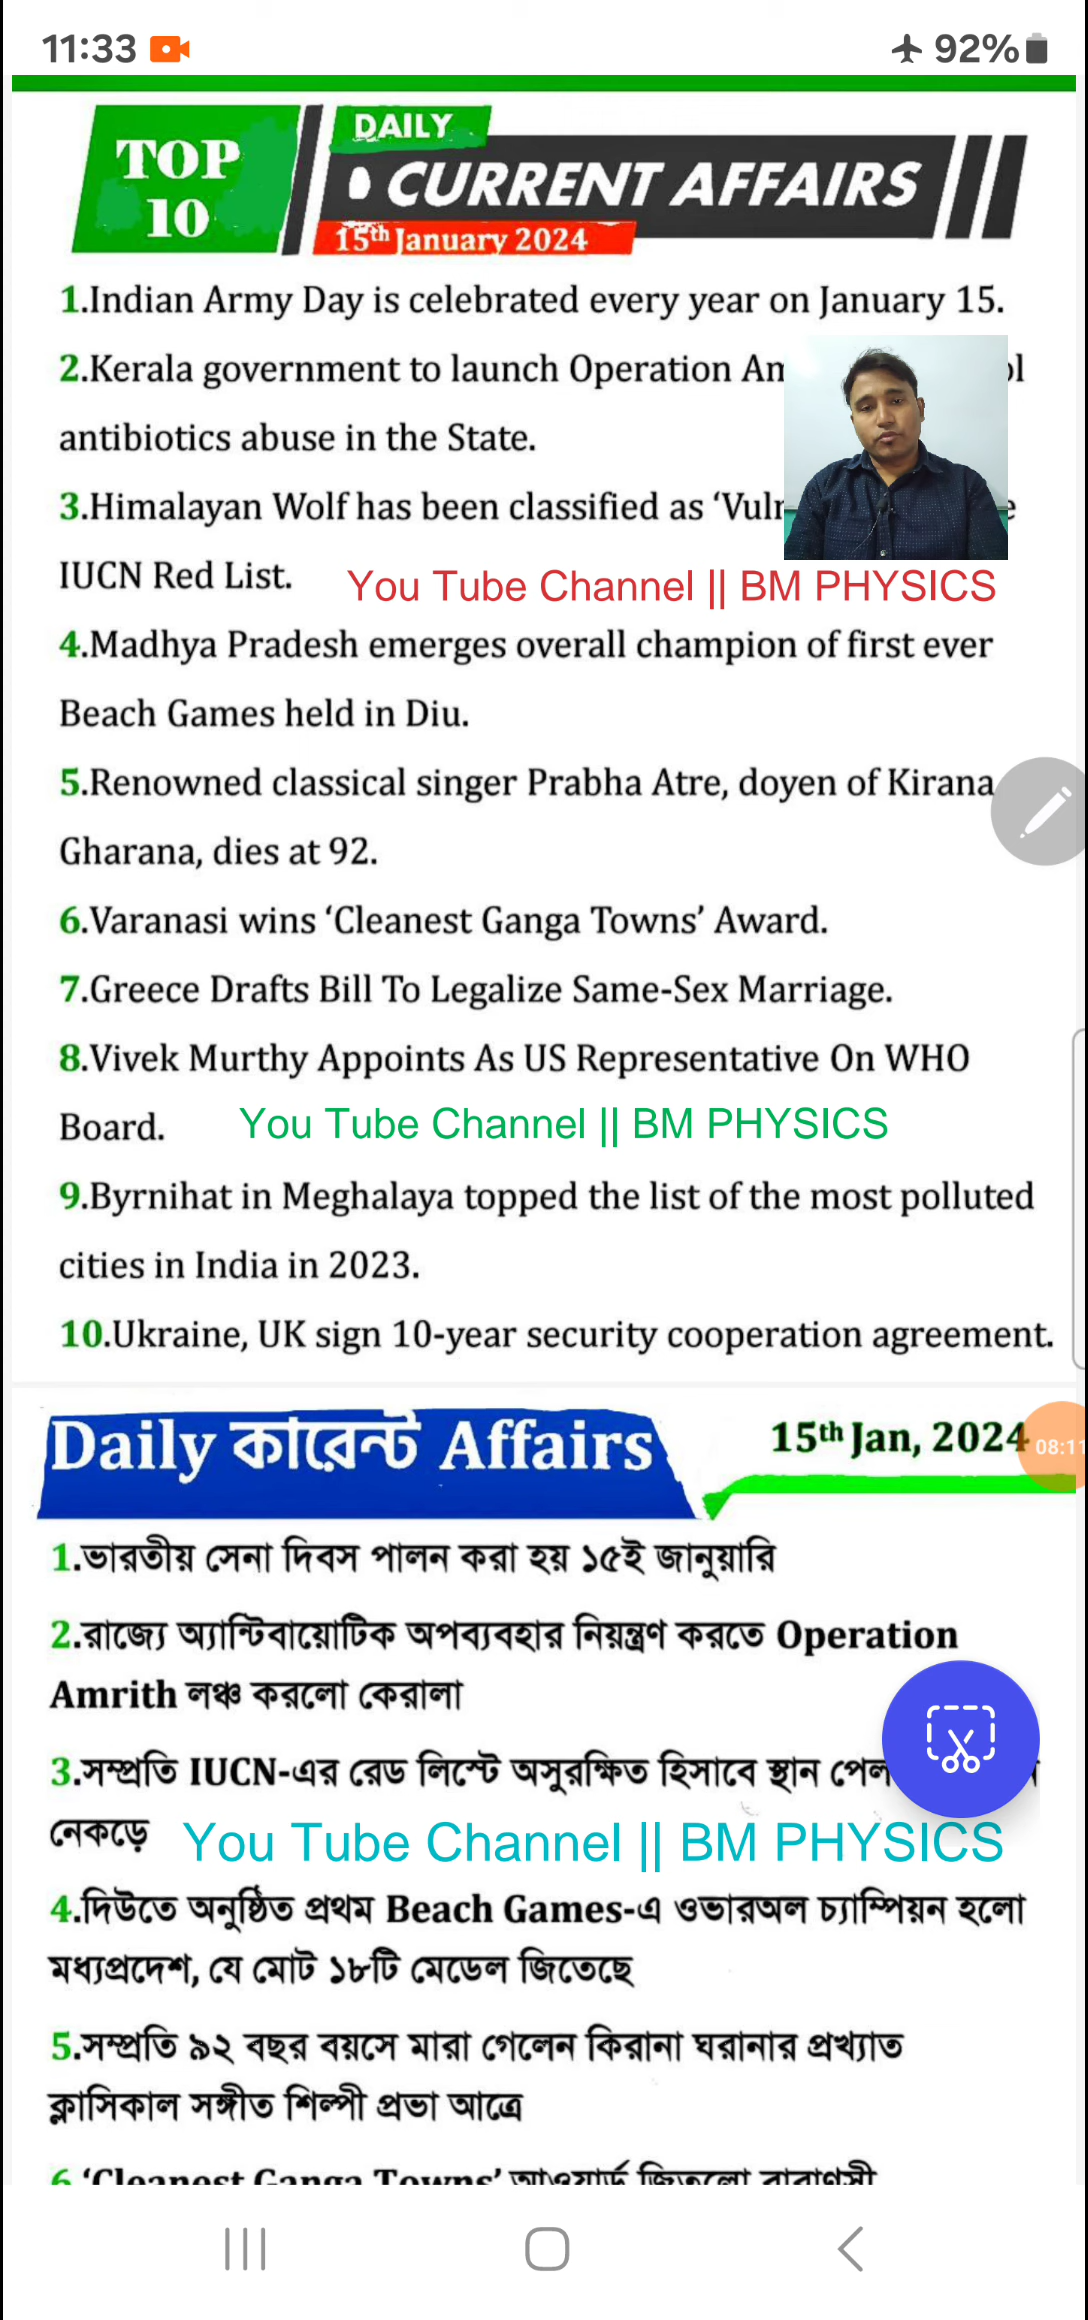 11:33
92%
TOP
10
DAILY
CURRENT AFFAIRS
15th January 2024
1.Indian Army Day is celebrated every year on January 15.
2.Kerala government to launch Operation
antibiotics abuse in the State.
3.Himalayan Wolf has been classified as
IUCN Red List.
You Tube Channel || BM PHYSICS
4.Madhya Pradesh emerges overall champion of first ever
Beach Games held in Diu.
5.Renowned classical singer Prabha Atre, doyen of Kirana
Gharana, dies at 92.
6.Varanasi wins ‘Cleanest Ganga Towns’ Award.
7.Greece Drafts Bill To Legalize Same-Sex Marriage.
8.Vivek Murthy Appoints As US Representative On WHO
Board.
You Tube Channel || BM PHYSICS
9.Byrnihat in Meghalaya topped the list of the most polluted
cities in India in 2023.
10.Ukraine, UK sign 10-year security cooperation agreement.
Daily কারেন্ট Affairs
15th Jan, 2024
08:11
1.ভারতীয় সেনা দিবস পালন করা হয় ১৫ই জানুয়ারি
2.রাজ্যে অ্যান্টিবায়োটিক অপব্যবহার নিয়ন্ত্রণ করতে Operation
Amrith লঞ্চ করলো কেরালা
3.সম্প্রতি IUCN-এর রেড লিস্টে অসুরক্ষিত হিসাবে স্থান পেল
নেকড়ে
You Tube Channel || BM PHYSICS
4.দিউতে অনুষ্ঠিত প্রথম Beach Games-এ ওভারঅল চ্যাম্পিয়ন হলো
মধ্যপ্রদেশ, যে মোট ১৮টি মেডেল জিতেছে
5.সম্প্রতি ৯২ বছর বয়সে মারা গেলেন কিরানা ঘরানার প্রখ্যাত
ক্লাসিকাল সঙ্গীত শিল্পী প্রভা আত্রে
6.‘Cleanest Ganga Towns’ আওয়ার্ড জিতলো বারাণসী